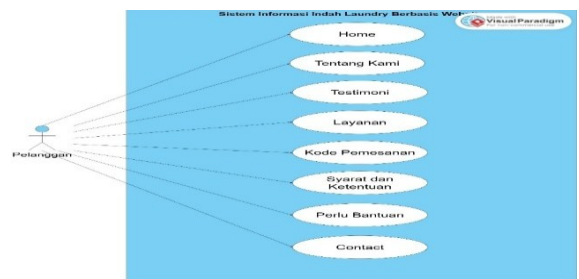 Sistem Informasi Indah Laundry Berbasis
Visual Paradigm
Home
Tentang Kami
Testimoni
Layanan
Kode Pemesanan
Pelanggan
Syarat dan
Ketentuan
Perlu Bantuan
Contact